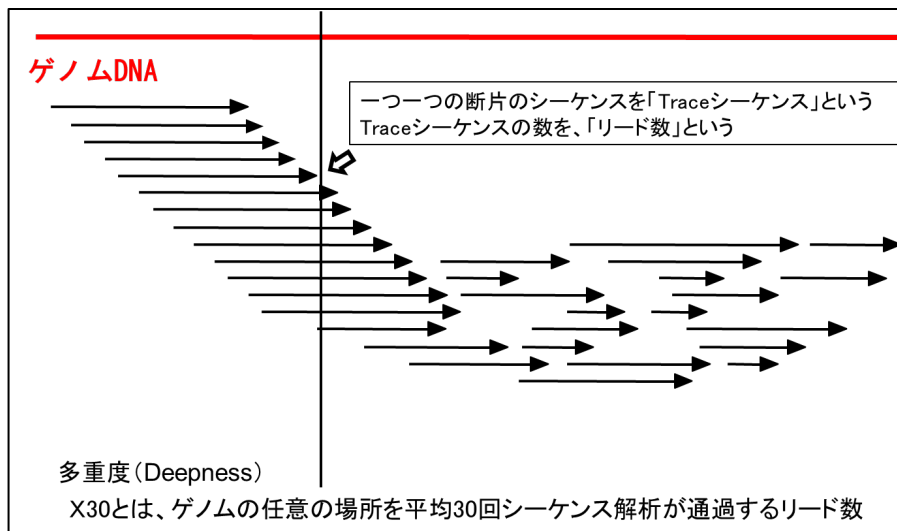 ゲノムDNA
一つ一つの断片のシーケンスを「Traceシーケンス」という
Traceシーケンスの数を、「リード数」という
多重度(Deepness)
X30とは、ゲノムの任意の場所を平均30回シーケンス解析が通過するリード数